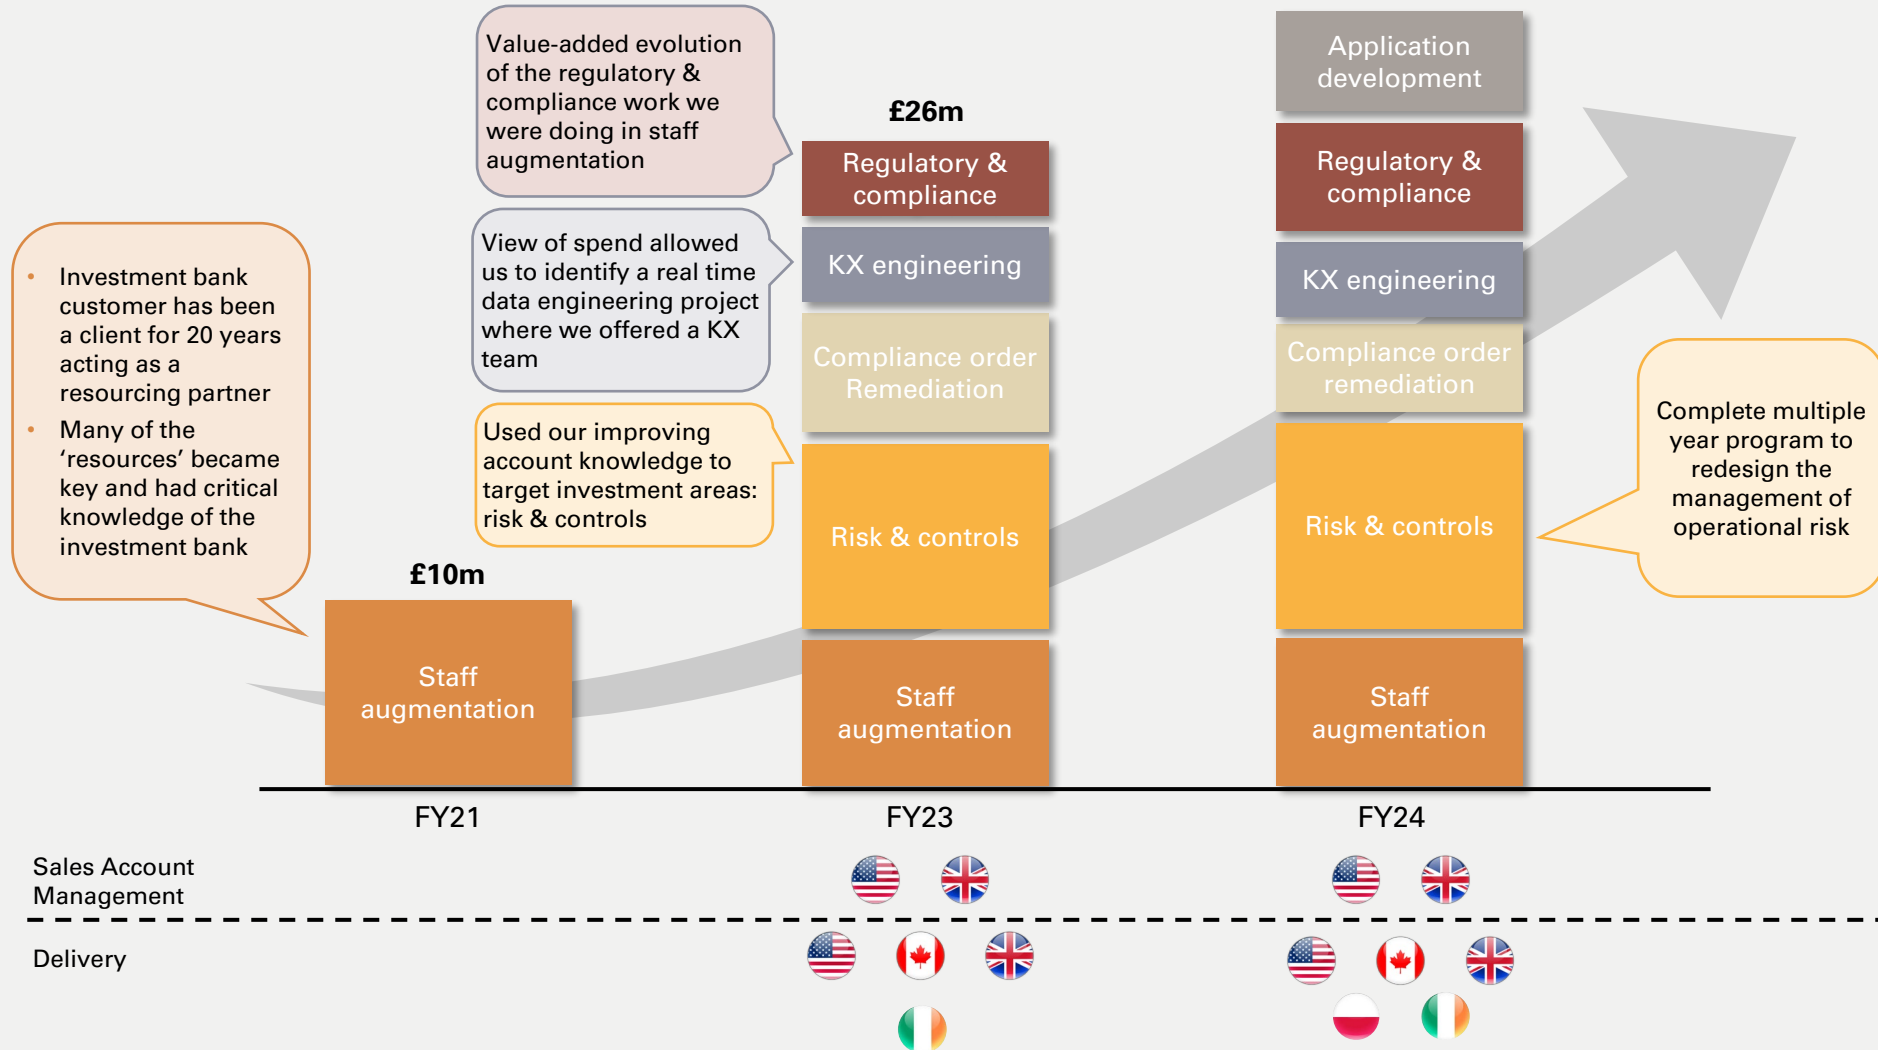 Value-added evolution
of the regulatory &
compliance work we
were doing in staff
augmentation
View of spend allowed
us to identify a real time
data engineering project
where we offered a KX
team
Used our improving
account knowledge to
target investment areas:
risk & controls
• Investment bank
customer has been
a client for 20 years
acting as a
resourcing partner
• Many of the
‘resources’ became
key and had critical
knowledge of the
investment bank
£10m
Staff
augmentation
£26m
Regulatory &
compliance
KX engineering
Compliance order
Remediation
Risk & controls
Staff
augmentation
Application
development
Regulatory &
compliance
KX engineering
Compliance order
remediation
Risk & controls
Staff
augmentation
Complete multiple
year program to
redesign the
management of
operational risk
FY21
FY23
FY24
Sales Account
Management
Delivery